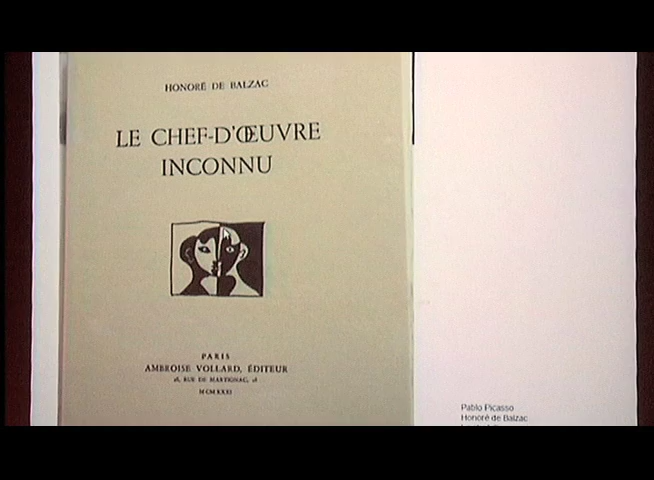 HONORÉ DE BALZAC
LE CHEF-D'ŒUVRE
INCONNU
PARIS
AMBROISE VOLLARD, ÉDITEUR
28, RUE DE MARTIGNAC, 28
MCMXXXI
Pablo Picasso
Honoré de Balzac